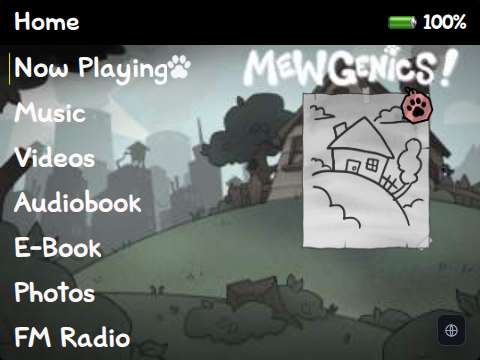 Home
100%
Now Playing
MEWGENICS!
Music
Videos
Audiobook
E-Book
Photos
FM Radio